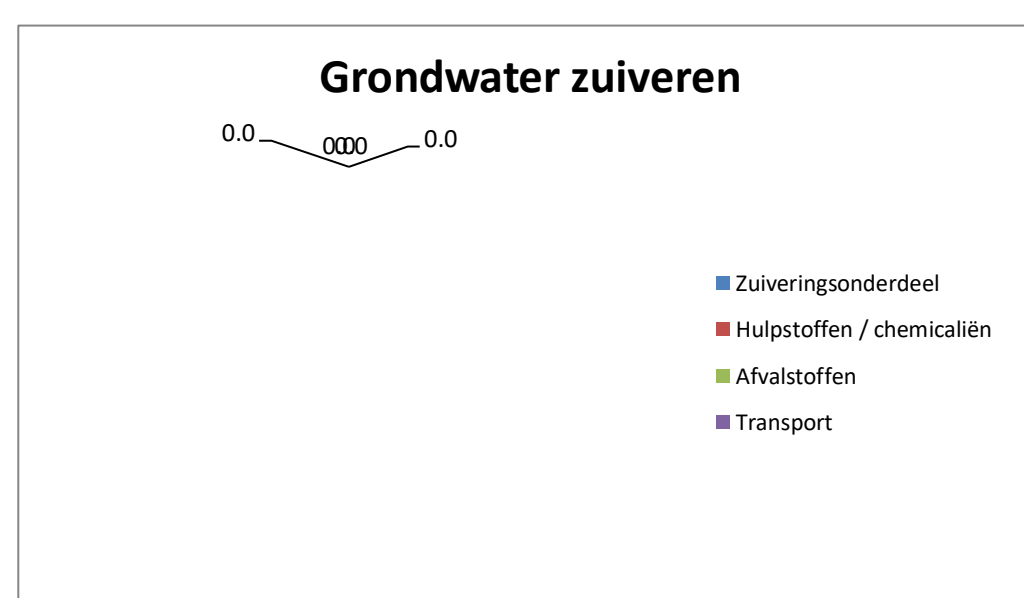 Grondwater zuiveren
0.0
0.0
Zuiveringsonderdeel
Hulpstoffen / chemicaliën
Afvalstoffen
Transport